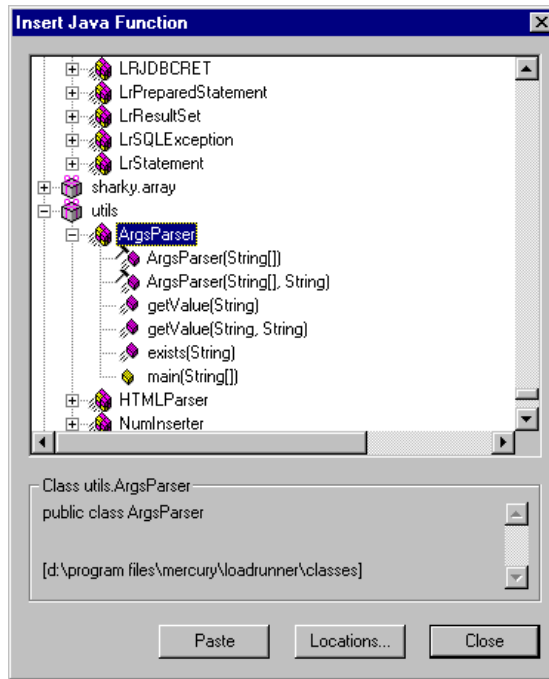 Insert Java Function
LRJDBCRET
LrPreparedStatement
LrResultSet
LrSQLException
LrStatement
sharky.array
utils
ArgsParser
ArgsParser(String[])
ArgsParser(String[], String)
getValue(String)
getValue(String, String)
exists(String)
main(String[])
HTMLParser
NumInserter
Class utils.ArgsParser
public class ArgsParser
[d:\program files\mercury\loadrunner\classes]
Paste Locations... Close